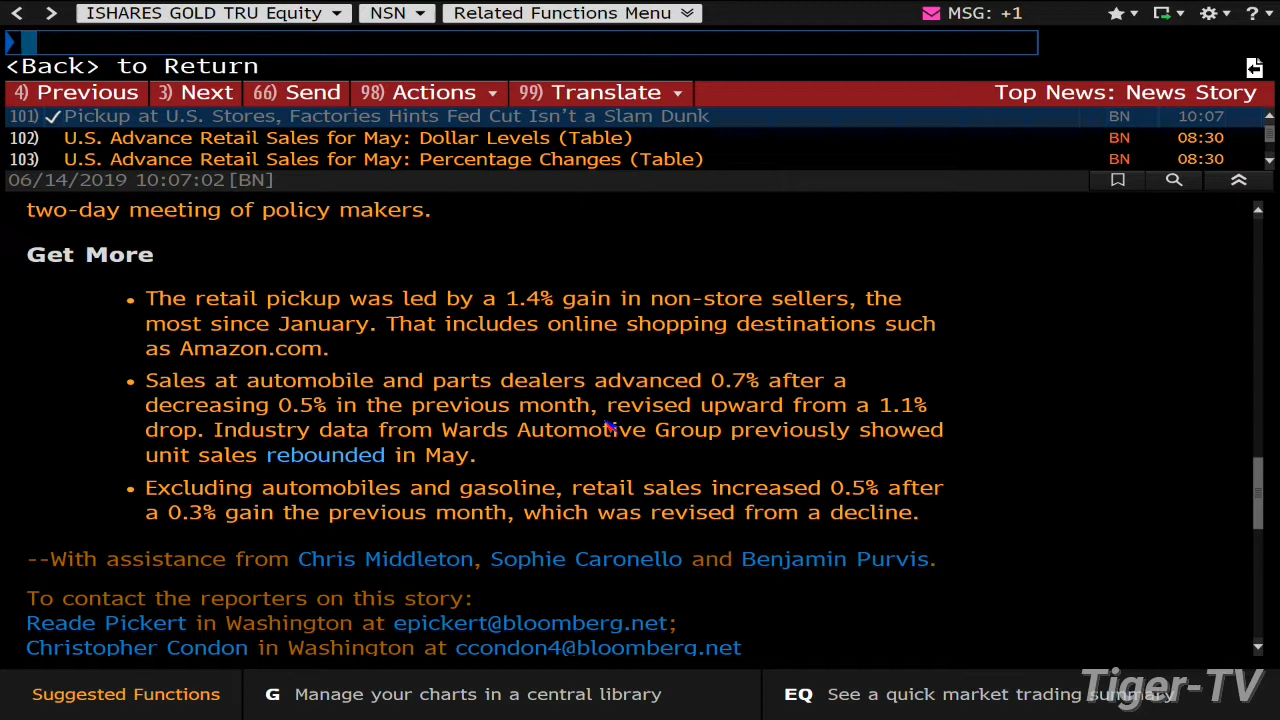 ISHARES GOLD TRU Equity NSN Related Functions Menu MSG: +1 ?
<Back> to Return
4) Previous 3) Next 66) Send 98) Actions 99) Translate Top News: News Story
101) Pickup at U.S. Stores, Factories Hints Fed Cut Isn't a Slam Dunk BN 10:07
102) U.S. Advance Retail Sales for May: Dollar Levels (Table) BN 08:30
103) U.S. Advance Retail Sales for May: Percentage Changes (Table) BN 08:30
06/14/2019 10:07:02 [BN]
two-day meeting of policy makers.
Get More
• The retail pickup was led by a 1.4% gain in non-store sellers, the
most since January. That includes online shopping destinations such
as Amazon.com.
• Sales at automobile and parts dealers advanced 0.7% after a
decreasing 0.5% in the previous month, revised upward from a 1.1%
drop. Industry data from Wards Automotive Group previously showed
unit sales rebounded in May.
• Excluding automobiles and gasoline, retail sales increased 0.5% after
a 0.3% gain the previous month, which was revised from a decline.
--With assistance from Chris Middleton, Sophie Caronello and Benjamin Purvis.
To contact the reporters on this story:
Reade Pickert in Washington at epickert@bloomberg.net;
Christopher Condon in Washington at ccondon4@bloomberg.net
Suggested Functions G Manage your charts in a central library EQ See a quick market trading summary
Tiger-TV